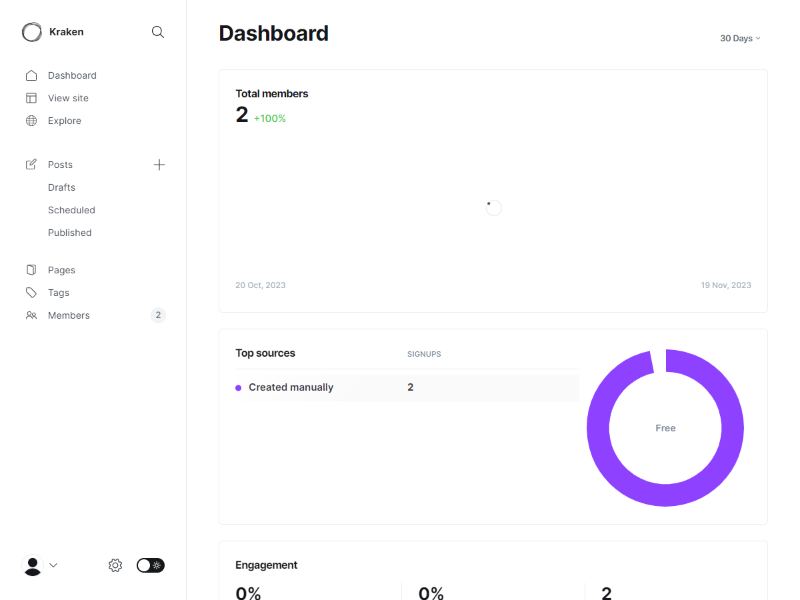 Kraken
Dashboard
View site
Explore
Posts
Drafts
Scheduled
Published
Pages
Tags
Members 2
Dashboard
30 Days
Total members
2 +100%
20 Oct, 2023 19 Nov, 2023
Top sources SIGNUPS
Created manually 2
Free
Engagement
0% 0% 2